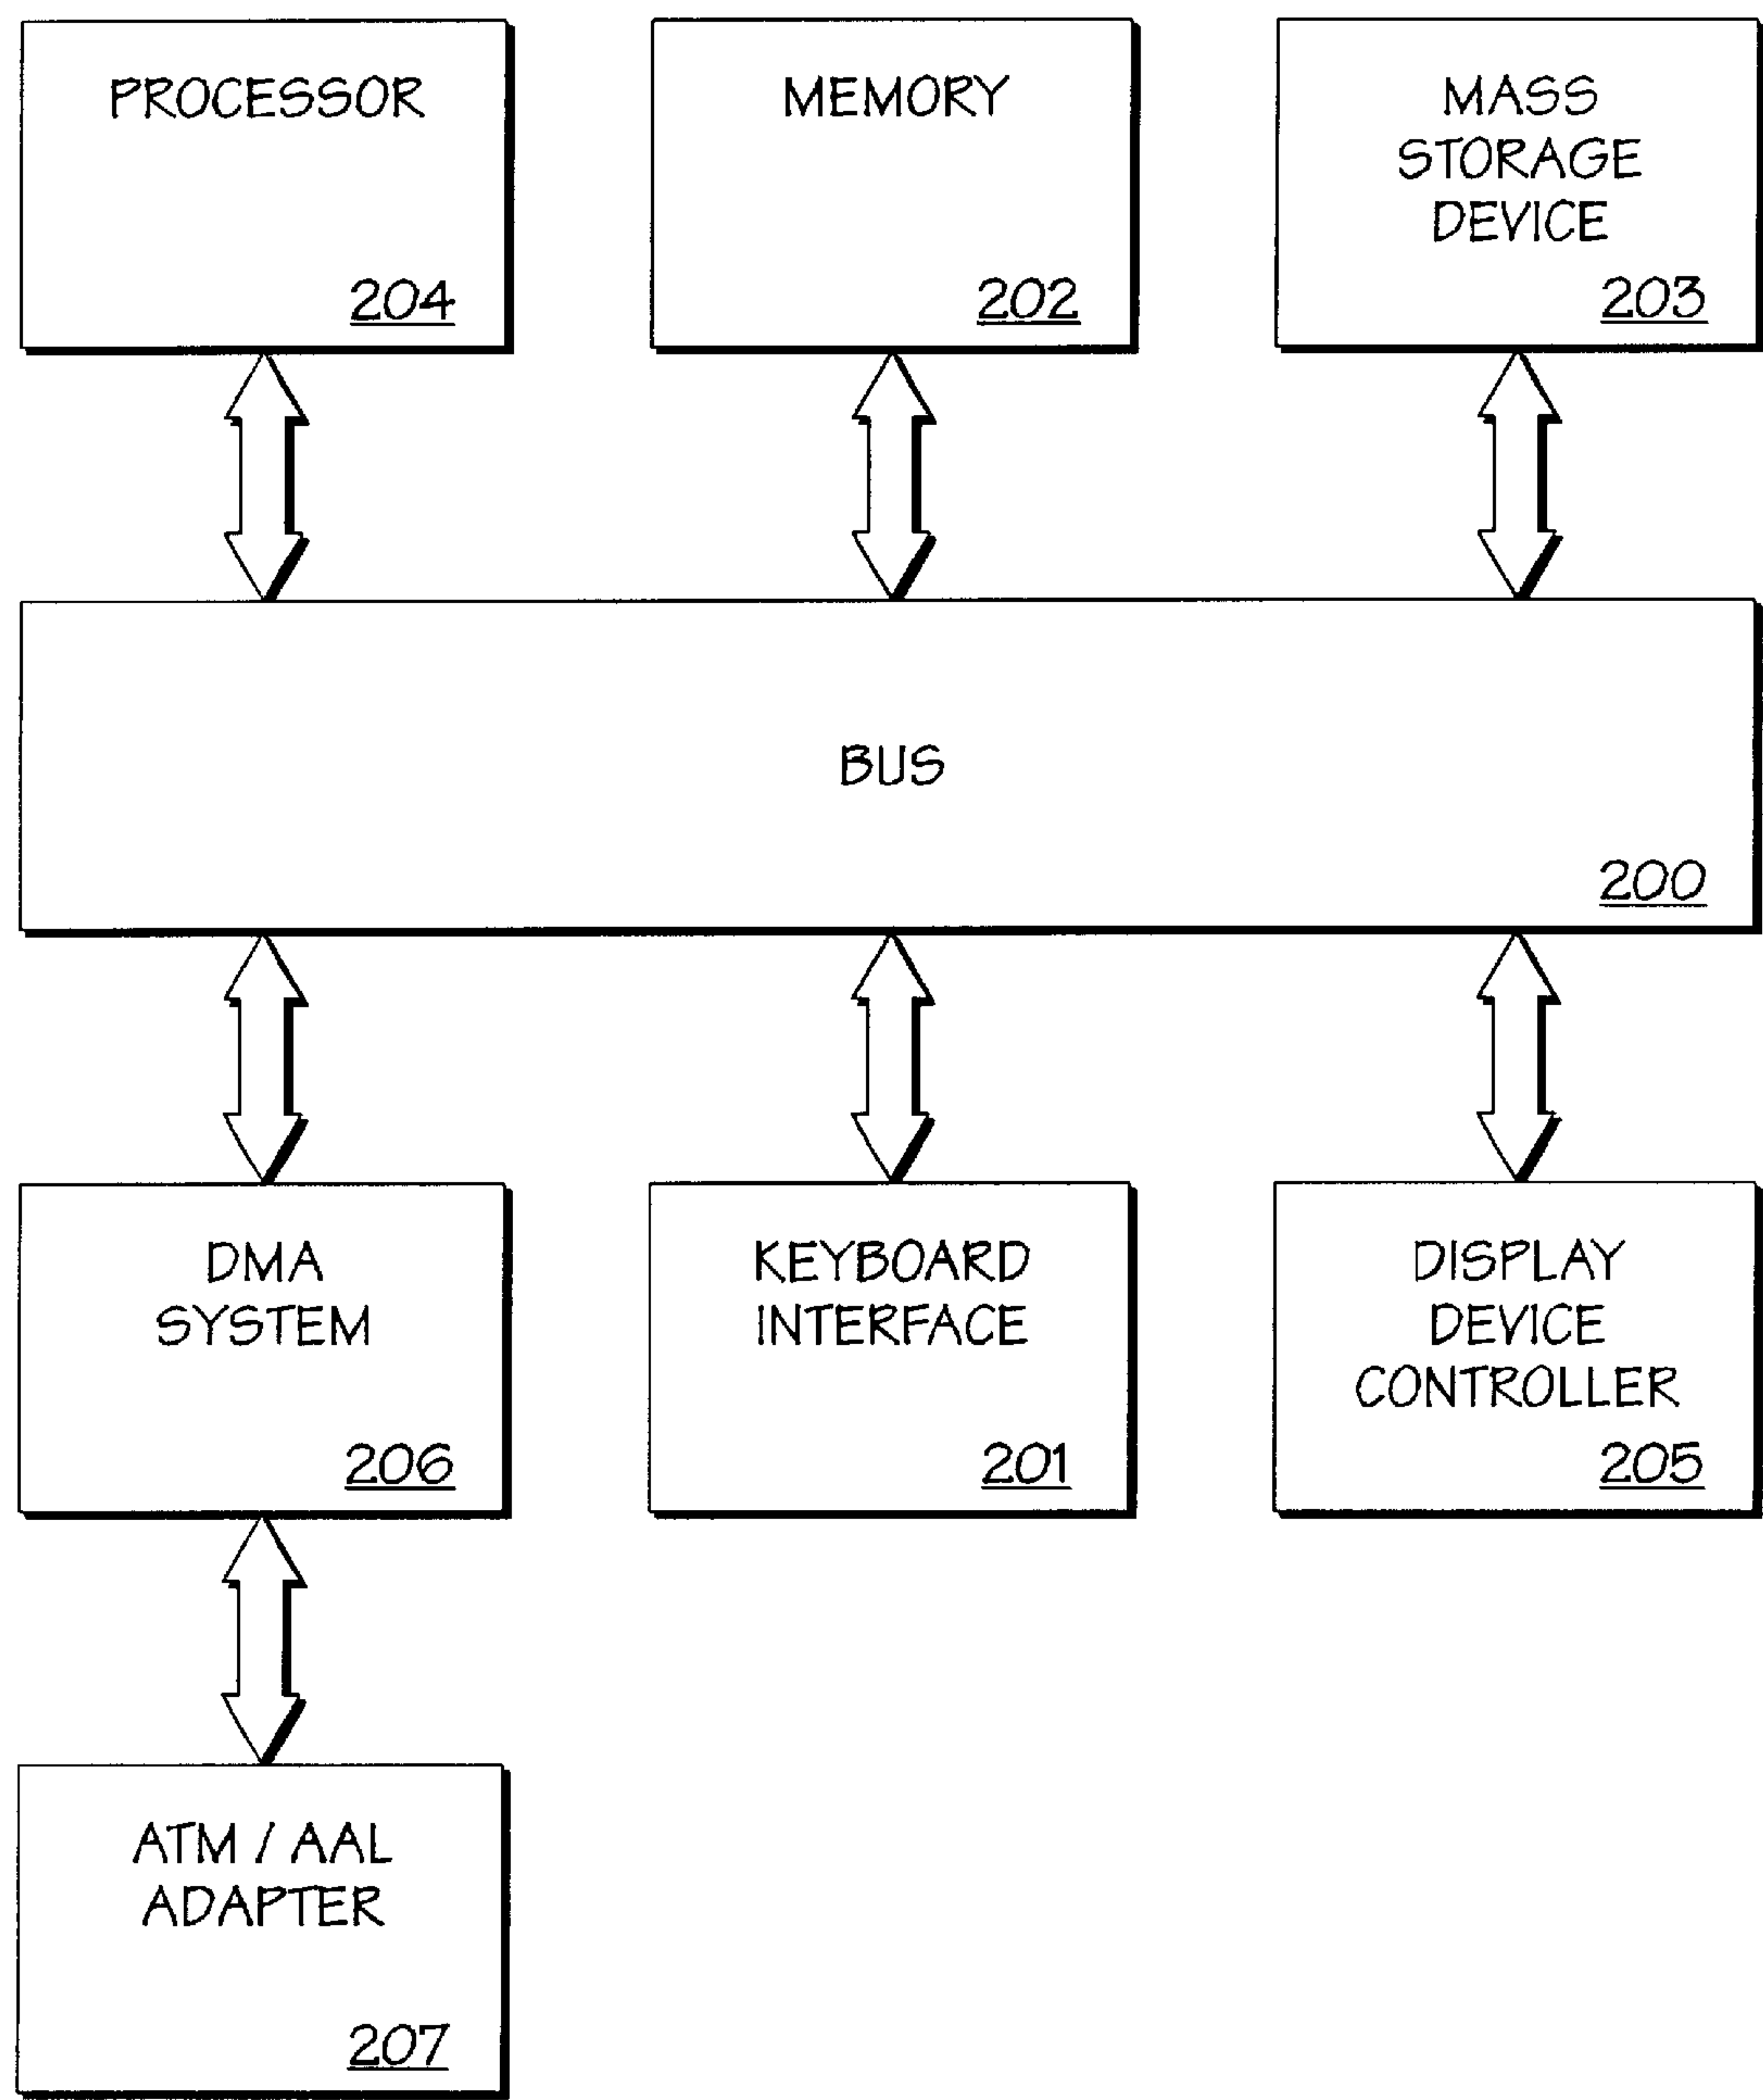 PROCESSOR
204
MEMORY
202
MASS
STORAGE
DEVICE
203
BUS
200
DMA
SYSTEM
206
KEYBOARD
INTERFACE
201
DISPLAY
DEVICE
CONTROLLER
205
ATM / AAL
ADAPTER
207